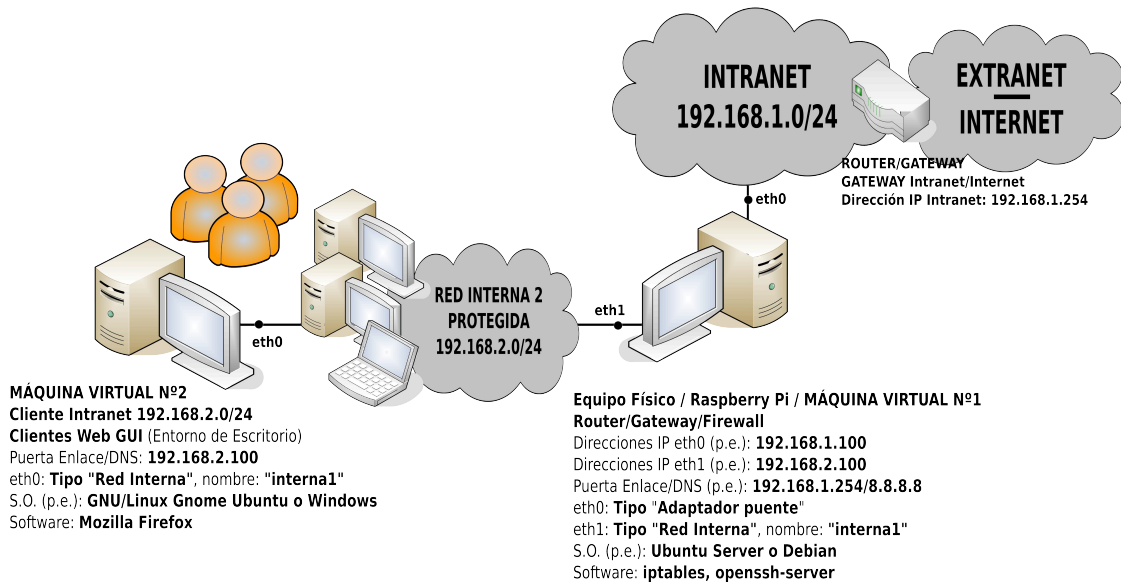 INTRANET
192.168.1.0/24
EXTRANET
INTERNET
ROUTER/GATEWAY
GATEWAY Intranet/Internet
Dirección IP Intranet: 192.168.1.254
eth0
RED INTERNA 2
PROTEGIDA
192.168.2.0/24
eth1
eth0
MÁQUINA VIRTUAL Nº2
Cliente Intranet 192.168.2.0/24
Clientes Web GUI (Entorno de Escritorio)
Puerta Enlace/DNS: 192.168.2.100
eth0: Tipo "Red Interna", nombre: "interna1"
S.O. (p.e.): GNU/Linux Gnome Ubuntu o Windows
Software: Mozilla Firefox
Equipo Físico / Raspberry Pi / MÁQUINA VIRTUAL Nº1
Router/Gateway/Firewall
Direcciones IP eth0 (p.e.): 192.168.1.100
Direcciones IP eth1 (p.e.): 192.168.2.100
Puerta Enlace/DNS (p.e.): 192.168.1.254/8.8.8.8
eth0: Tipo "Adaptador puente"
eth1: Tipo "Red Interna", nombre: "interna1"
S.O. (p.e.): Ubuntu Server o Debian
Software: iptables, openssh-server